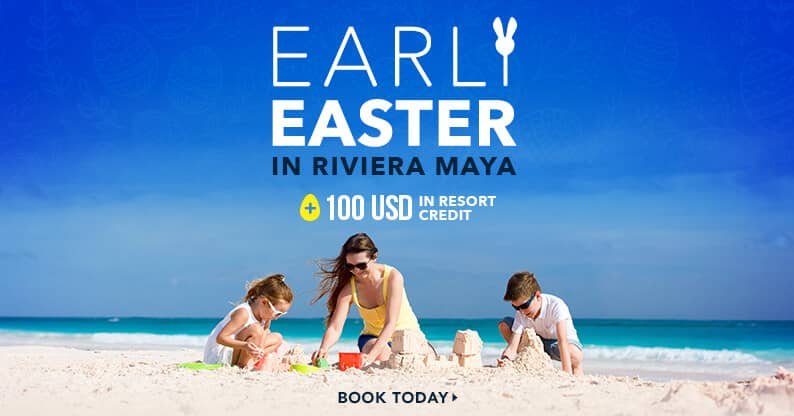 EARLY
EASTER
IN RIVIERA MAYA
+ 100 USD IN RESORT
CREDIT
BOOK TODAY